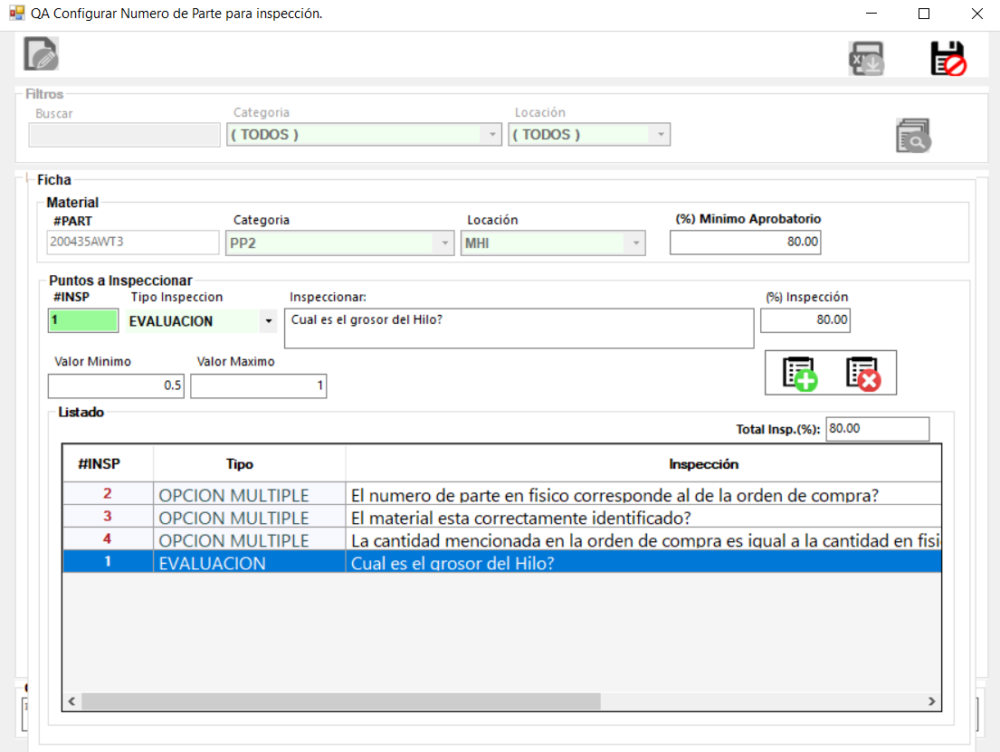 QA Configurar Numero de Parte para inspección.
Filtros
Buscar Categoria Locación
( TODOS ) ( TODOS )
Ficha
Material
#PART Categoria Locación (%) Minimo Aprobatorio
200435AWT3 PP2 MHI 80.00
Puntos a Inspeccionar
#INSP Tipo Inspeccion Inspeccionar: (%) Inspección
1 EVALUACION Cual es el grosor del Hilo? 80.00
Valor Minimo Valor Maximo
0.5 1
Listado
Total Insp.(%): 80.00
#INSP Tipo Inspección
2 OPCION MULTIPLE El numero de parte en fisico corresponde al de la orden de compra?
3 OPCION MULTIPLE El material esta correctamente identificado?
4 OPCION MULTIPLE La cantidad mencionada en la orden de compra es igual a la cantidad en fisi
1 EVALUACION Cual es el grosor del Hilo?